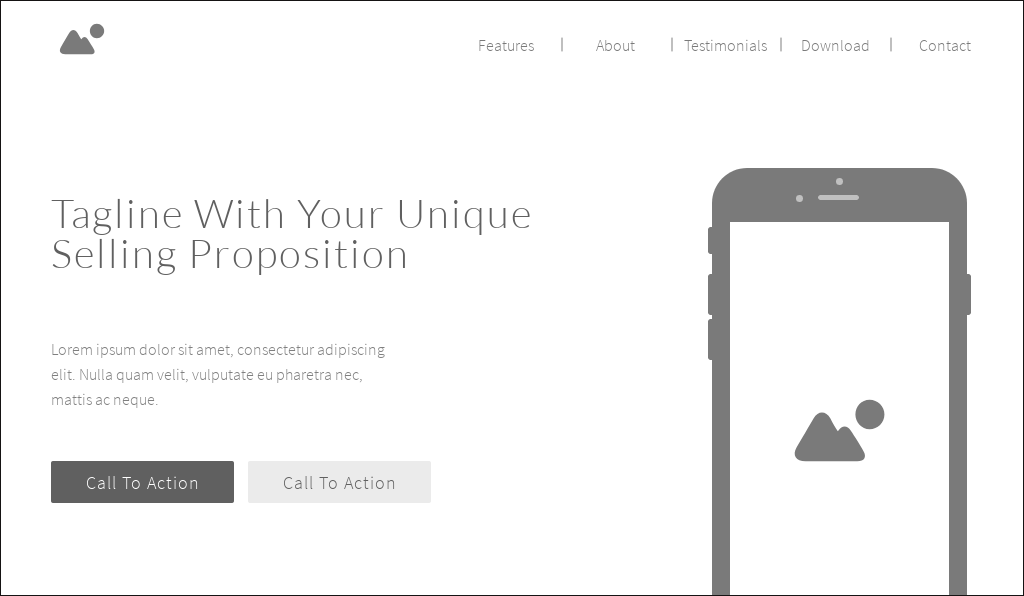 Features | About | Testimonials | Download | Contact
Tagline With Your Unique
Selling Proposition
Lorem ipsum dolor sit amet, consectetur adipiscing
elit. Nulla quam velit, vulputate eu pharetra nec,
mattis ac neque.
Call To Action Call To Action